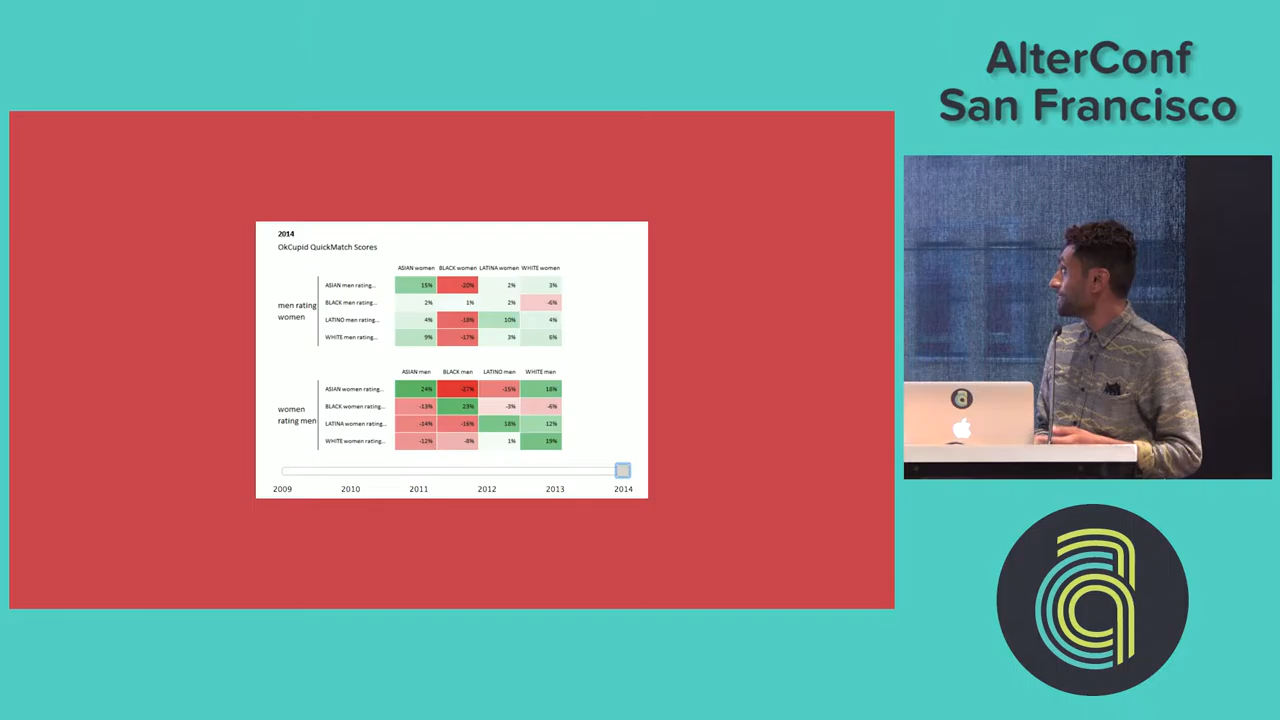 AlterConf
San Francisco
2014
OkCupid QuickMatch Scores
ASIAN women BLACK women LATINA women WHITE women
men rating women
ASIAN men rating... 15% -20% 2% 3%
BLACK men rating... 2% 1% 2% -6%
LATINO men rating... 4% -18% 10% 4%
WHITE men rating... 9% -17% 3% 6%
ASIAN men BLACK men LATINO men WHITE men
women rating men
ASIAN women rating... 24% -27% -15% 18%
BLACK women rating... -13% 23% -3% -6%
LATINA women rating... -14% -16% 18% 12%
WHITE women rating... -12% -8% 1% 19%
2009 2010 2011 2012 2013 2014